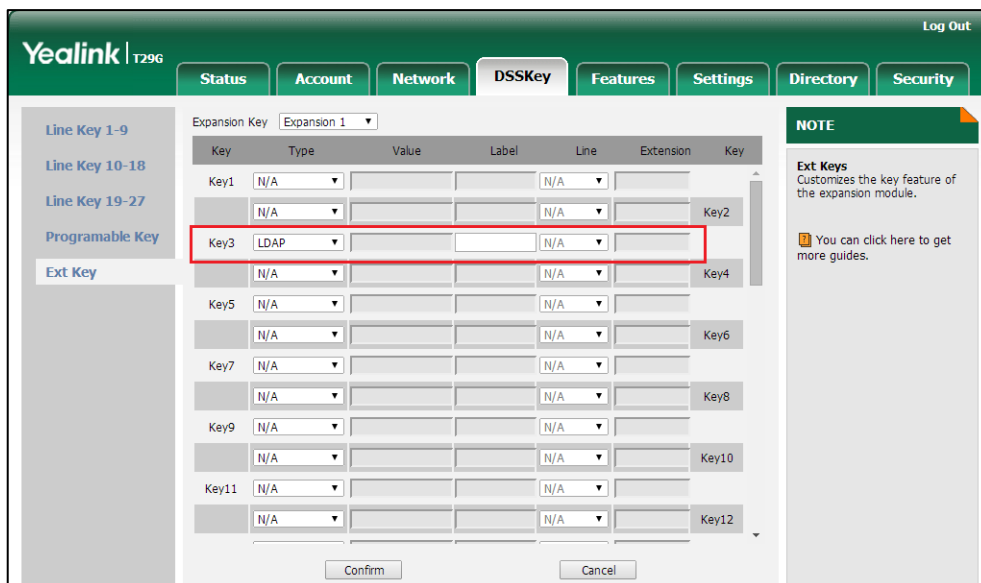 Log Out
Yealink T29G
Status Account Network DSSKey Features Settings Directory Security
Line Key 1-9
Line Key 10-18
Line Key 19-27
Programable Key
Ext Key
Expansion Key Expansion 1
Key Type Value Label Line Extension Key
Key1 N/A N/A
N/A N/A Key2
Key3 LDAP N/A
N/A N/A Key4
Key5 N/A N/A
N/A N/A Key6
Key7 N/A N/A
N/A N/A Key8
Key9 N/A N/A
N/A N/A Key10
Key11 N/A N/A
N/A N/A Key12
Confirm Cancel
NOTE
Ext Keys
Customizes the key feature of
the expansion module.
You can click here to get
more guides.